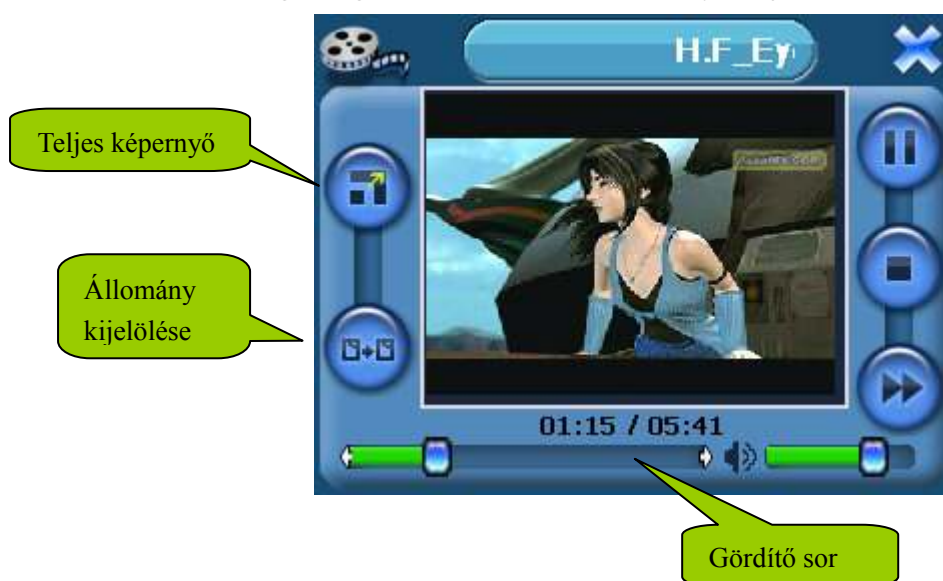 H.F_Ey
Teljes képernyő
Állomány
kijelölése
01:15 / 05:41
Gördítő sor